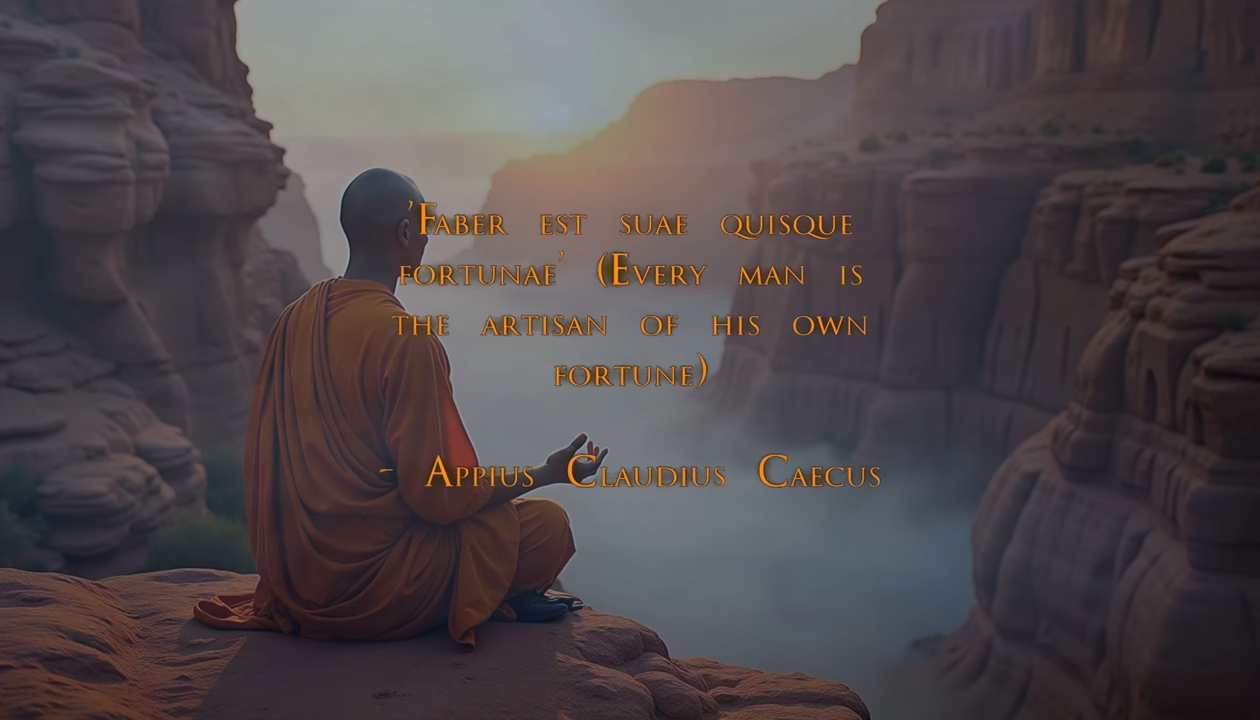 'Faber est suae quisque
fortunae' (Every man is
the artisan of his own
fortune)
- Appius Claudius Caecus